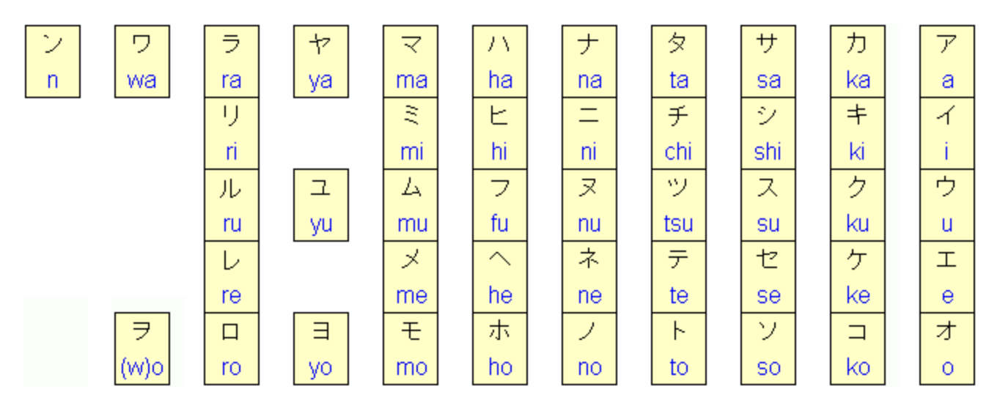 ン ワ ラ ヤ マ ハ ナ タ サ カ ア
n wa ra ya ma ha na ta sa ka a
リ ミ ヒ ニ チ シ キ イ
ri mi hi ni chi shi ki i
ル ユ ム フ ヌ ツ ス ク ウ
ru yu mu fu nu tsu su ku u
レ メ ヘ ネ テ セ ケ エ
re me he ne te se ke e
ヲ ロ ヨ モ ホ ノ ト ソ コ オ
(w)o ro yo mo ho no to so ko o